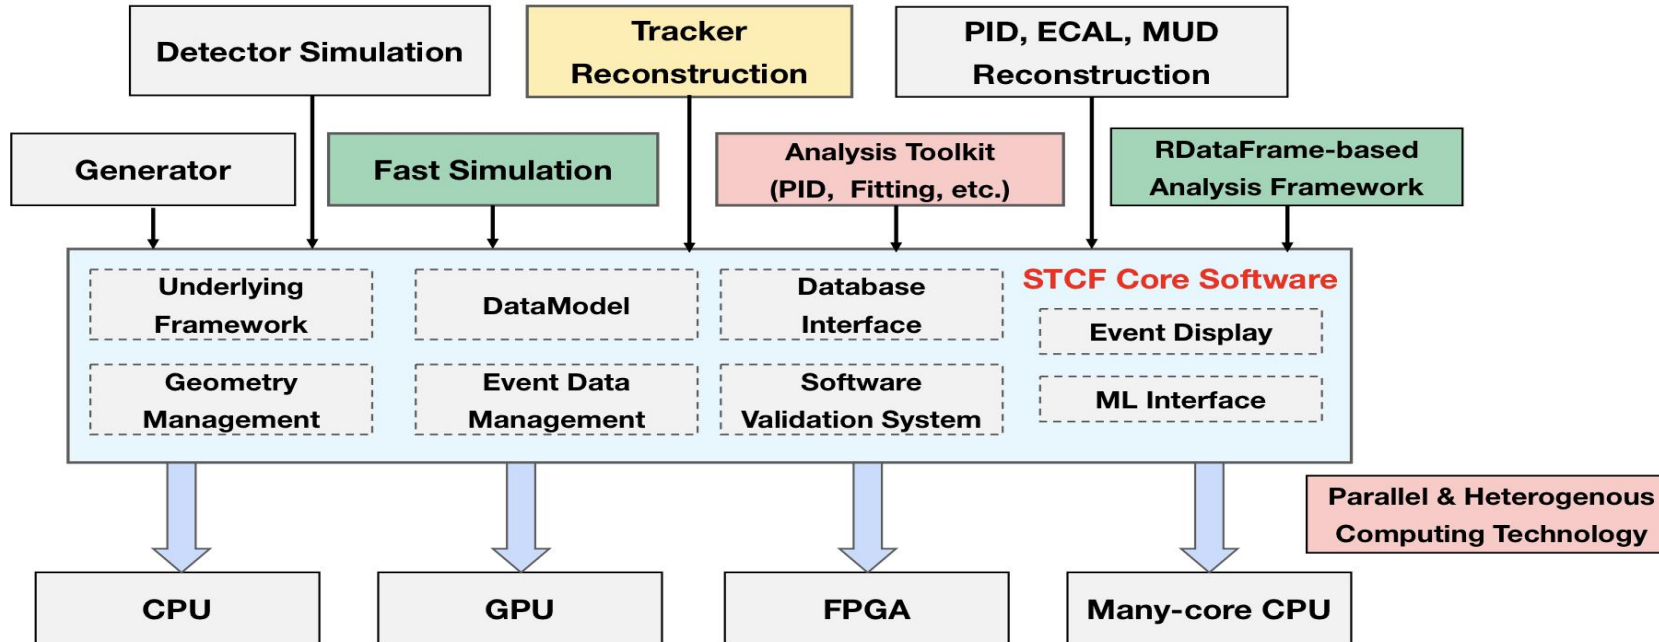 Detector Simulation
Tracker
Reconstruction
PID, ECAL, MUD
Reconstruction
Generator
Fast Simulation
Analysis Toolkit
(PID, Fitting, etc.)
RDataFrame-based
Analysis Framework
Underlying
Framework
DataModel
Database
Interface
STCF Core Software
Event Display
Geometry
Management
Event Data
Management
Software
Validation System
ML Interface
Parallel & Heterogenous
Computing Technology
CPU
GPU
FPGA
Many-core CPU